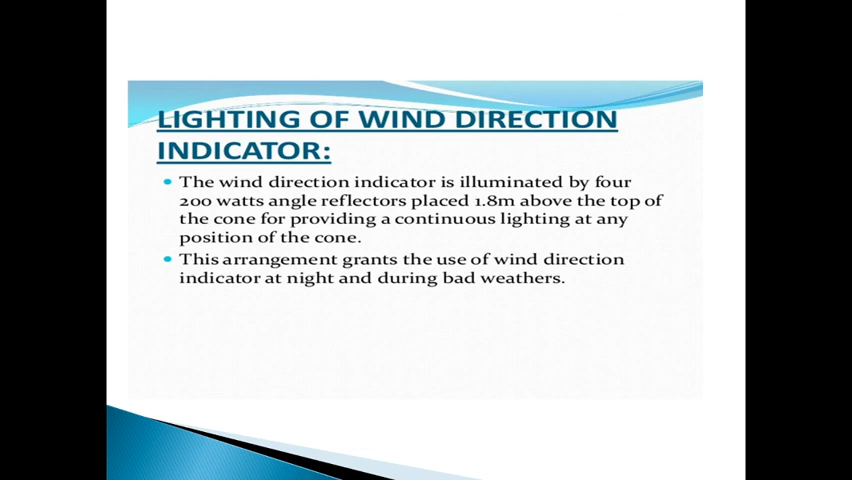 LIGHTING OF WIND DIRECTION
INDICATOR:
• The wind direction indicator is illuminated by four
200 watts angle reflectors placed 1.8m above the top of
the cone for providing a continuous lighting at any
position of the cone.
• This arrangement grants the use of wind direction
indicator at night and during bad weathers.